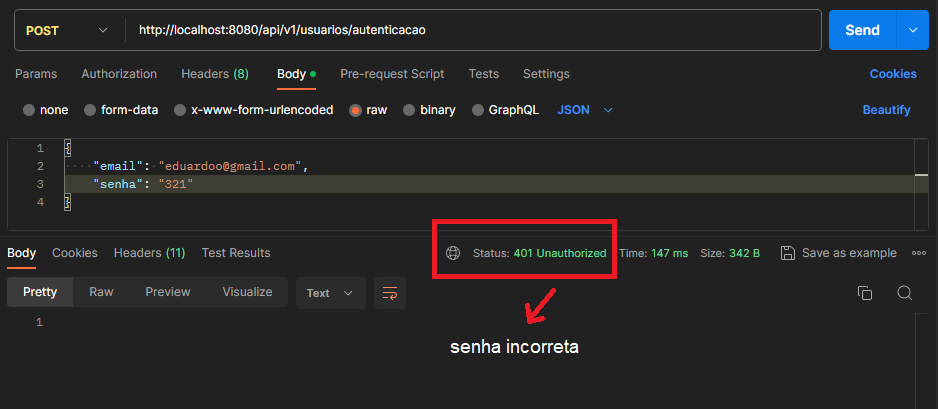 POST http://localhost:8080/api/v1/usuarios/autenticacao Send
Params Authorization Headers (8) Body Pre-request Script Tests Settings Cookies
none form-data x-www-form-urlencoded raw binary GraphQL JSON Beautify
1 {
2 "email": "eduardoo@gmail.com",
3 "senha": "321"
4 }
Body Cookies Headers (11) Test Results Status: 401 Unauthorized Time: 147 ms Size: 342 B Save as example
Pretty Raw Preview Visualize Text
1
senha incorreta